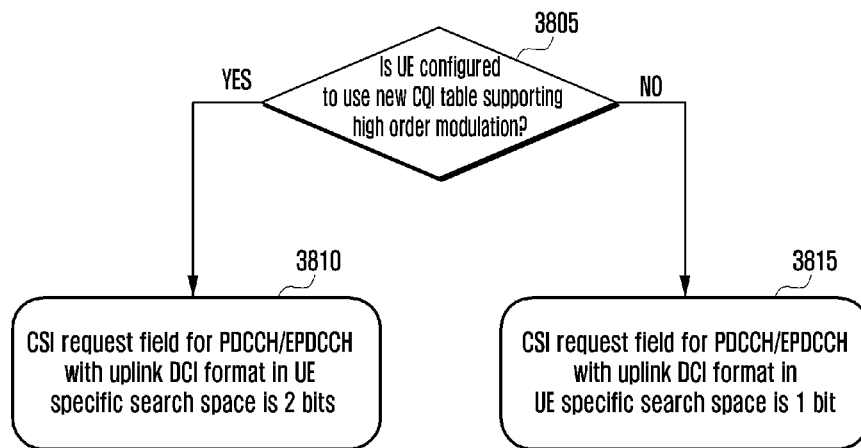 3805
Is UE configured
to use new CQI table supporting
high order modulation?
YES
NO
3810
CSI request field for PDCCH/EPDCCH
with uplink DCI format in UE
specific search space is 2 bits
3815
CSI request field for PDCCH/EPDCCH
with uplink DCI format in
UE specific search space is 1 bit